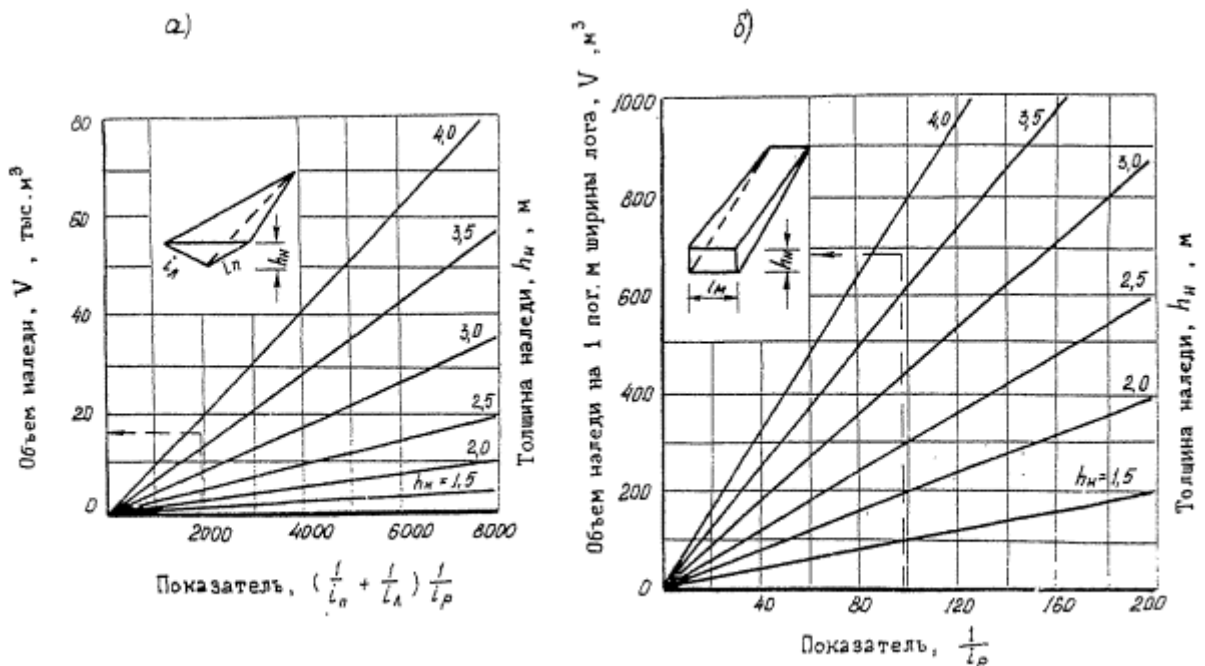 а)
Объем наледи, V , тыс. м³
80
60
40
20
0
4,0
3,5
3,0
2,5
2,0
hн = 1,5
iл
iп
hн
Толщина наледи, hн , м
2000
4000
6000
8000
Показатель, (1/iп + 1/iл) 1/iр
б)
Объем наледи на 1 пог. м ширины лога, V , м³
1000
800
600
400
200
0
4,0
3,5
3,0
2,5
2,0
hн=1,5
hн
1м
Толщина наледи, hн , м
40
80
120
160
200
Показатель, 1/iр